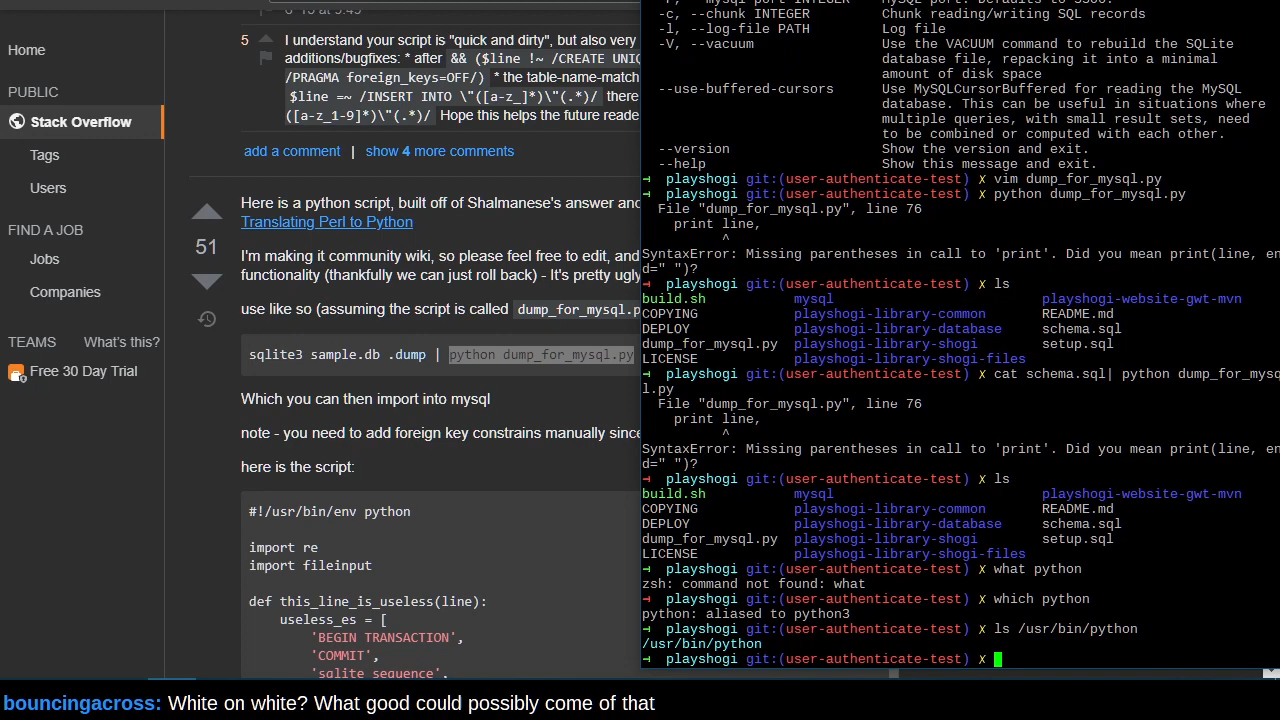 Home
PUBLIC
Stack Overflow
Tags
Users
FIND A JOB
Jobs
Companies
TEAMS What's this?
Free 30 Day Trial
5 I understand your script is "quick and dirty", but also very
additions/bugfixes: * after && ($line !~ /CREATE UNIQ
/PRAGMA foreign_keys=OFF/) * the table-name-match
$line =~ /INSERT INTO \"([a-z_]*)\"(.*)/ there
([a-z_1-9]*)\"(.*)/ Hope this helps the future reade
add a comment | show 4 more comments
51
Here is a python script, built off of Shalmanese's answer and
Translating Perl to Python
I'm making it community wiki, so please feel free to edit, and
functionality (thankfully we can just roll back) - It's pretty ugly
use like so (assuming the script is called dump_for_mysql.p
sqlite3 sample.db .dump | python dump_for_mysql.py
Which you can then import into mysql
note - you need to add foreign key constrains manually since
here is the script:
#!/usr/bin/env python
import re
import fileinput
def this_line_is_useless(line):
useless_es = [
'BEGIN TRANSACTION',
'COMMIT',
'sqlite_sequence',
-c, --chunk INTEGER Chunk reading/writing SQL records
-l, --log-file PATH Log file
-V, --vacuum Use the VACUUM command to rebuild the SQLite
database file, repacking it into a minimal
amount of disk space
--use-buffered-cursors Use MySQLCursorBuffered for reading the MySQL
database. This can be useful in situations where
multiple queries, with small result sets, need
to be combined or computed with each other.
--version Show the version and exit.
--help Show this message and exit.
→ playshogi git:(user-authenticate-test) ✗ vim dump_for_mysql.py
→ playshogi git:(user-authenticate-test) ✗ python dump_for_mysql.py
File "dump_for_mysql.py", line 76
print line,
^
SyntaxError: Missing parentheses in call to 'print'. Did you mean print(line, en
d=" ")?
→ playshogi git:(user-authenticate-test) ✗ ls
build.sh mysql playshogi-website-gwt-mvn
COPYING playshogi-library-common README.md
DEPLOY playshogi-library-database schema.sql
dump_for_mysql.py playshogi-library-shogi setup.sql
LICENSE playshogi-library-shogi-files
→ playshogi git:(user-authenticate-test) ✗ cat schema.sql| python dump_for_mysq
l.py
File "dump_for_mysql.py", line 76
print line,
^
SyntaxError: Missing parentheses in call to 'print'. Did you mean print(line, en
d=" ")?
→ playshogi git:(user-authenticate-test) ✗ ls
build.sh mysql playshogi-website-gwt-mvn
COPYING playshogi-library-common README.md
DEPLOY playshogi-library-database schema.sql
dump_for_mysql.py playshogi-library-shogi setup.sql
LICENSE playshogi-library-shogi-files
→ playshogi git:(user-authenticate-test) ✗ what python
zsh: command not found: what
→ playshogi git:(user-authenticate-test) ✗ which python
python: aliased to python3
→ playshogi git:(user-authenticate-test) ✗ ls /usr/bin/python
/usr/bin/python
→ playshogi git:(user-authenticate-test) ✗
bouncingacross: White on white? What good could possibly come of that